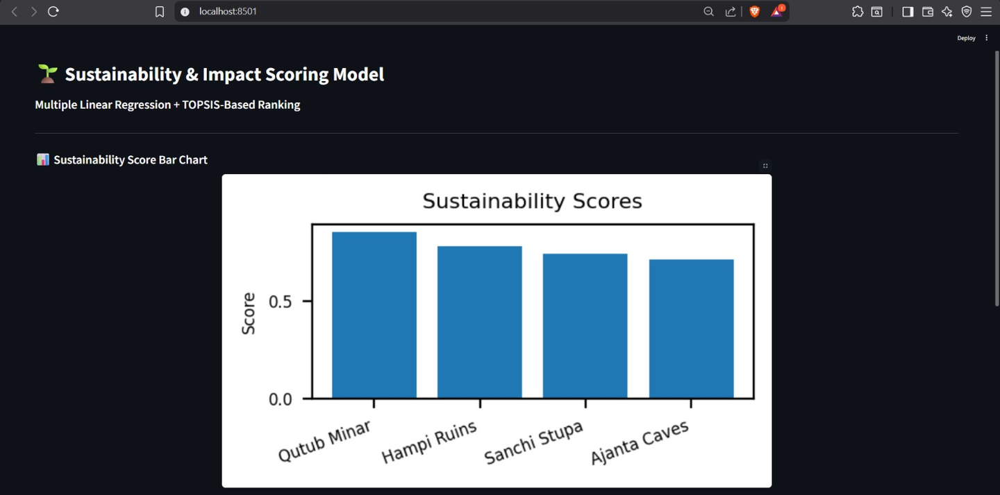 localhost:8501
1
Deploy
Sustainability & Impact Scoring Model
Multiple Linear Regression + TOPSIS-Based Ranking
Sustainability Score Bar Chart
Sustainability Scores
Score
0.5
0.0
Qutub Minar
Hampi Ruins
Sanchi Stupa
Ajanta Caves